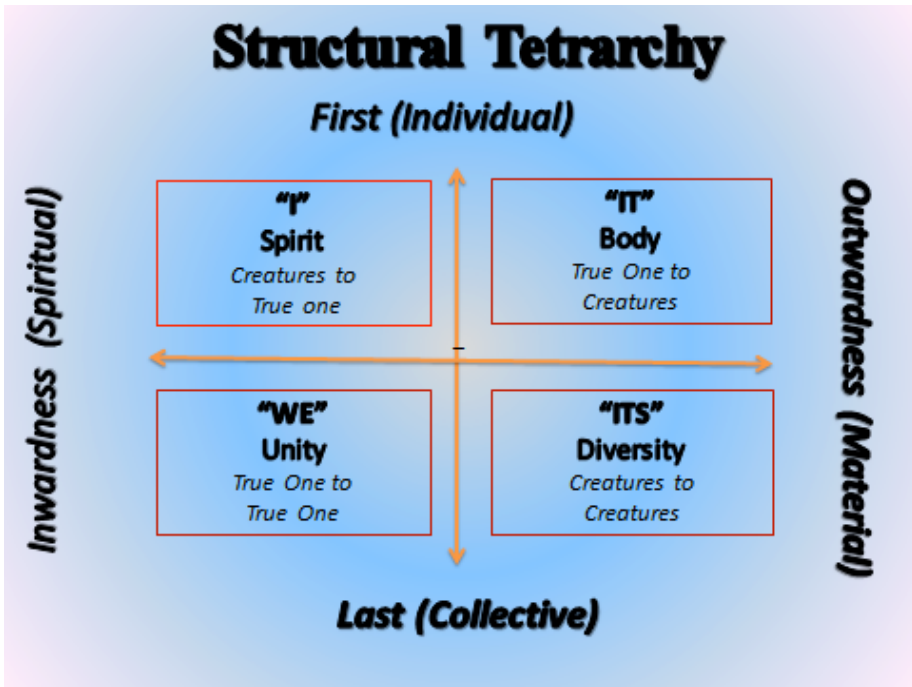 Structural Tetrarchy
First (Individual)
Inwardness (Spiritual)
Outwardness (Material)
“I”
Spirit
Creatures to
True one
“IT”
Body
True One to
Creatures
“WE”
Unity
True One to
True One
“ITS”
Diversity
Creatures to
Creatures
Last (Collective)